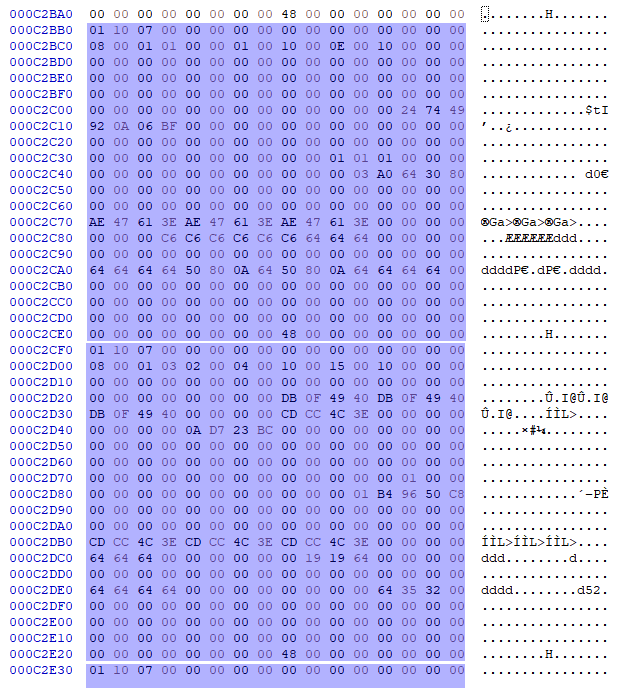 000C2BA0 00 00 00 00 00 00 00 00 48 00 00 00 00 00 00 00 ........H.......
000C2BB0 01 10 07 00 00 00 00 00 00 00 00 00 00 00 00 00 ................
000C2BC0 08 00 01 01 00 00 01 00 10 00 0E 00 10 00 00 00 ................
000C2BD0 00 00 00 00 00 00 00 00 00 00 00 00 00 00 00 00 ................
000C2BE0 00 00 00 00 00 00 00 00 00 00 00 00 00 00 00 00 ................
000C2BF0 00 00 00 00 00 00 00 00 00 00 00 00 00 00 00 00 ................
000C2C00 00 00 00 00 00 00 00 00 00 00 00 00 00 24 74 49 .............$tI
000C2C10 92 0A 06 BF 00 00 00 00 00 00 00 00 00 00 00 00 ’..¿............
000C2C20 00 00 00 00 00 00 00 00 00 00 00 00 00 00 00 00 ................
000C2C30 00 00 00 00 00 00 00 00 00 00 01 01 01 00 00 00 ................
000C2C40 00 00 00 00 00 00 00 00 00 00 00 03 A0 64 30 80 ............ d0€
000C2C50 00 00 00 00 00 00 00 00 00 00 00 00 00 00 00 00 ................
000C2C60 00 00 00 00 00 00 00 00 00 00 00 00 00 00 00 00 ................
000C2C70 AE 47 61 3E AE 47 61 3E AE 47 61 3E 00 00 00 00 ®Ga>®Ga>®Ga>....
000C2C80 00 00 00 C6 C6 C6 C6 C6 C6 64 64 64 00 00 00 00 ...ÆÆÆÆÆÆddd....
000C2C90 00 00 00 00 00 00 00 00 00 00 00 00 00 00 00 00 ................
000C2CA0 64 64 64 64 50 80 0A 64 50 80 0A 64 64 64 64 00 ddddP€.dP€.dddd.
000C2CB0 00 00 00 00 00 00 00 00 00 00 00 00 00 00 00 00 ................
000C2CC0 00 00 00 00 00 00 00 00 00 00 00 00 00 00 00 00 ................
000C2CD0 00 00 00 00 00 00 00 00 00 00 00 00 00 00 00 00 ................
000C2CE0 00 00 00 00 00 00 00 00 48 00 00 00 00 00 00 00 ........H.......
000C2CF0 01 10 07 00 00 00 00 00 00 00 00 00 00 00 00 00 ................
000C2D00 08 00 01 03 02 00 04 00 10 00 15 00 10 00 00 00 ................
000C2D10 00 00 00 00 00 00 00 00 00 00 00 00 00 00 00 00 ................
000C2D20 00 00 00 00 00 00 00 00 DB 0F 49 40 DB 0F 49 40 ........Û.I@Û.I@
000C2D30 DB 0F 49 40 00 00 00 00 CD CC 4C 3E 00 00 00 00 Û.I@....ÍÌL>....
000C2D40 00 00 00 00 0A D7 23 BC 00 00 00 00 00 00 00 00 .....×#¼........
000C2D50 00 00 00 00 00 00 00 00 00 00 00 00 00 00 00 00 ................
000C2D60 00 00 00 00 00 00 00 00 00 00 00 00 00 00 00 00 ................
000C2D70 00 00 00 00 00 00 00 00 00 00 00 00 00 01 00 00 ................
000C2D80 00 00 00 00 00 00 00 00 00 00 00 01 B4 96 50 C8 ............´–PÈ
000C2D90 00 00 00 00 00 00 00 00 00 00 00 00 00 00 00 00 ................
000C2DA0 00 00 00 00 00 00 00 00 00 00 00 00 00 00 00 00 ................
000C2DB0 CD CC 4C 3E CD CC 4C 3E CD CC 4C 3E 00 00 00 00 ÍÌL>ÍÌL>ÍÌL>....
000C2DC0 64 64 64 00 00 00 00 00 00 19 19 64 00 00 00 00 ddd........d....
000C2DD0 00 00 00 00 00 00 00 00 00 00 00 00 00 00 00 00 ................
000C2DE0 64 64 64 64 00 00 00 00 00 00 00 00 64 35 32 00 dddd........d52.
000C2DF0 00 00 00 00 00 00 00 00 00 00 00 00 00 00 00 00 ................
000C2E00 00 00 00 00 00 00 00 00 00 00 00 00 00 00 00 00 ................
000C2E10 00 00 00 00 00 00 00 00 00 00 00 00 00 00 00 00 ................
000C2E20 00 00 00 00 00 00 00 00 48 00 00 00 00 00 00 00 ........H.......
000C2E30 01 10 07 00 00 00 00 00 00 00 00 00 00 00 00 00 ................